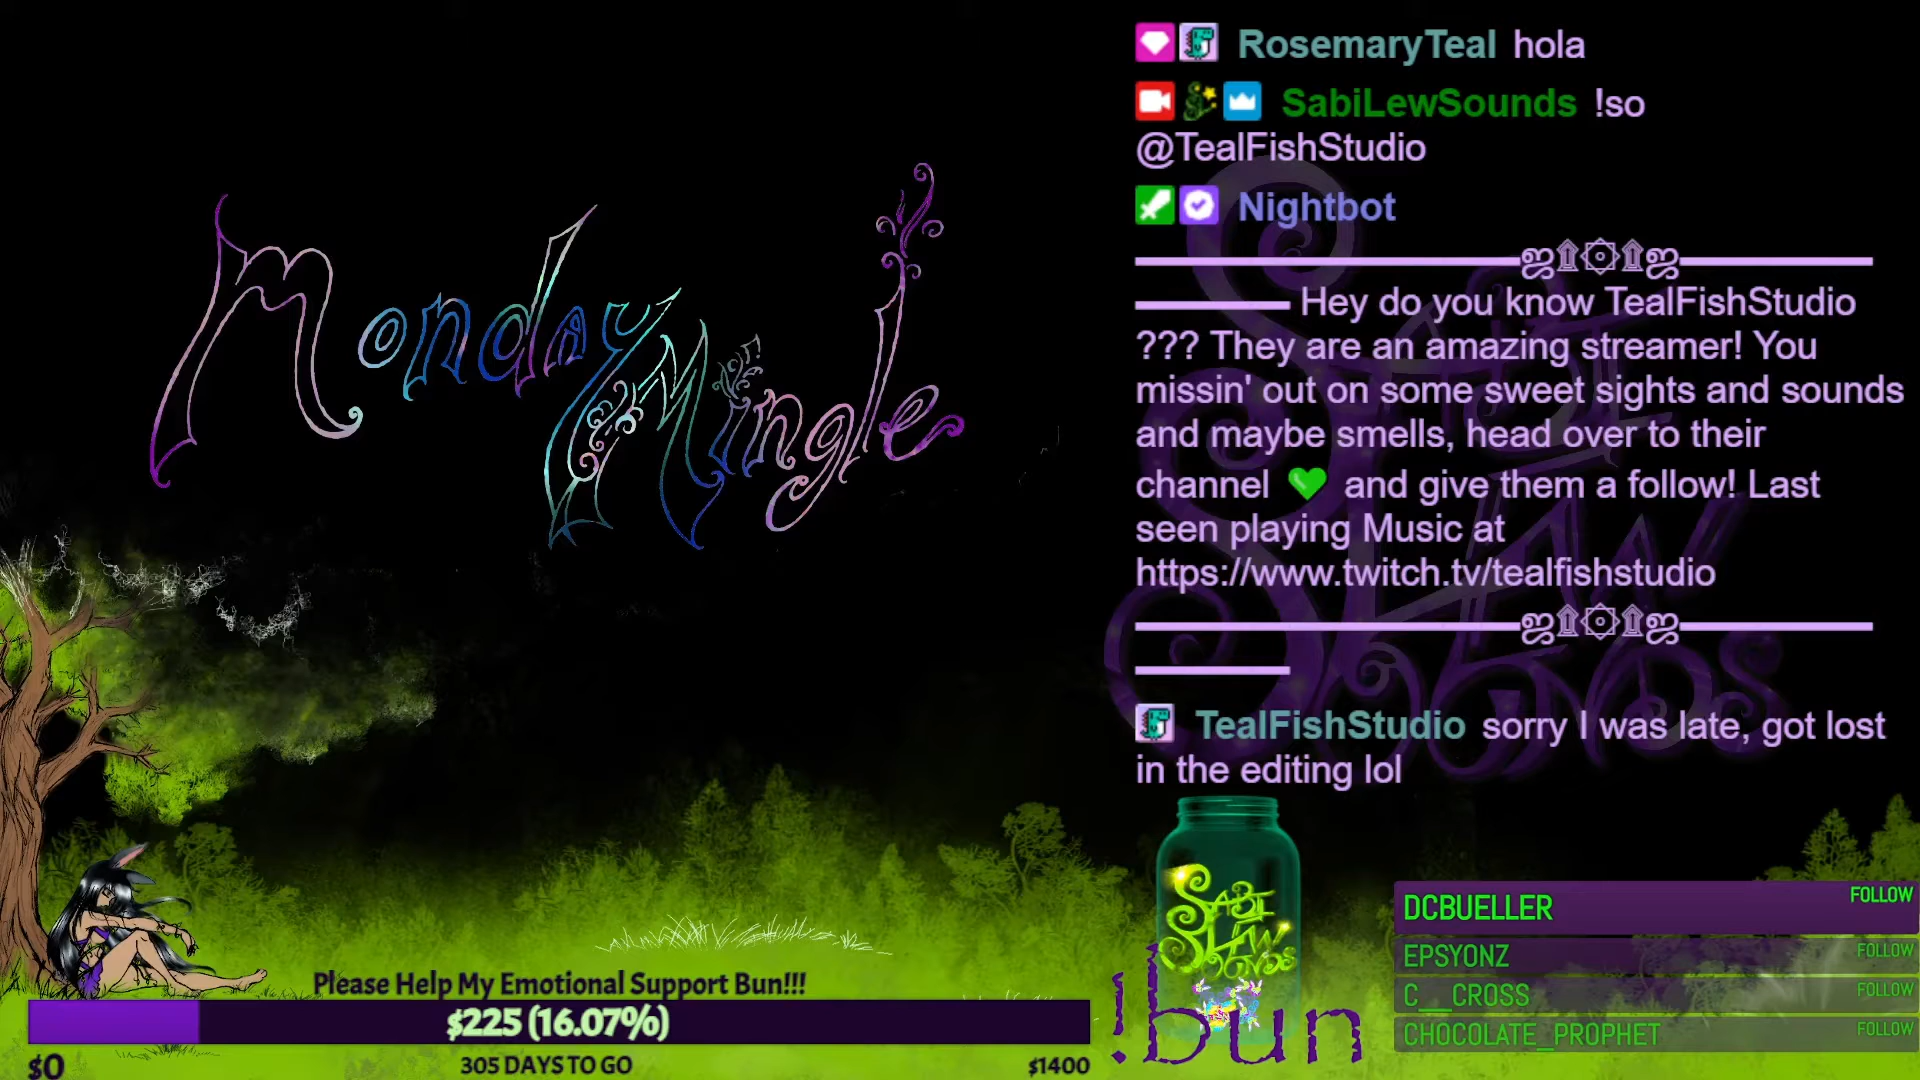 Monday
Mingle
RosemaryTeal hola
SabiLewSounds !so
@TealFishStudio
Nightbot
Hey do you know TealFishStudio
??? They are an amazing streamer! You
missin' out on some sweet sights and sounds
and maybe smells, head over to their
channel 💚 and give them a follow! Last
seen playing Music at
https://www.twitch.tv/tealfishstudio
TealFishStudio sorry I was late, got lost
in the editing lol
Please Help My Emotional Support Bun!!!
$225 (16.07%)
$0
305 DAYS TO GO
$1400
SABI
LEW
SOUNDS
!bun
DCBUELLER FOLLOW
EPSYONZ FOLLOW
C__CROSS FOLLOW
CHOCOLATE_PROPHET FOLLOW